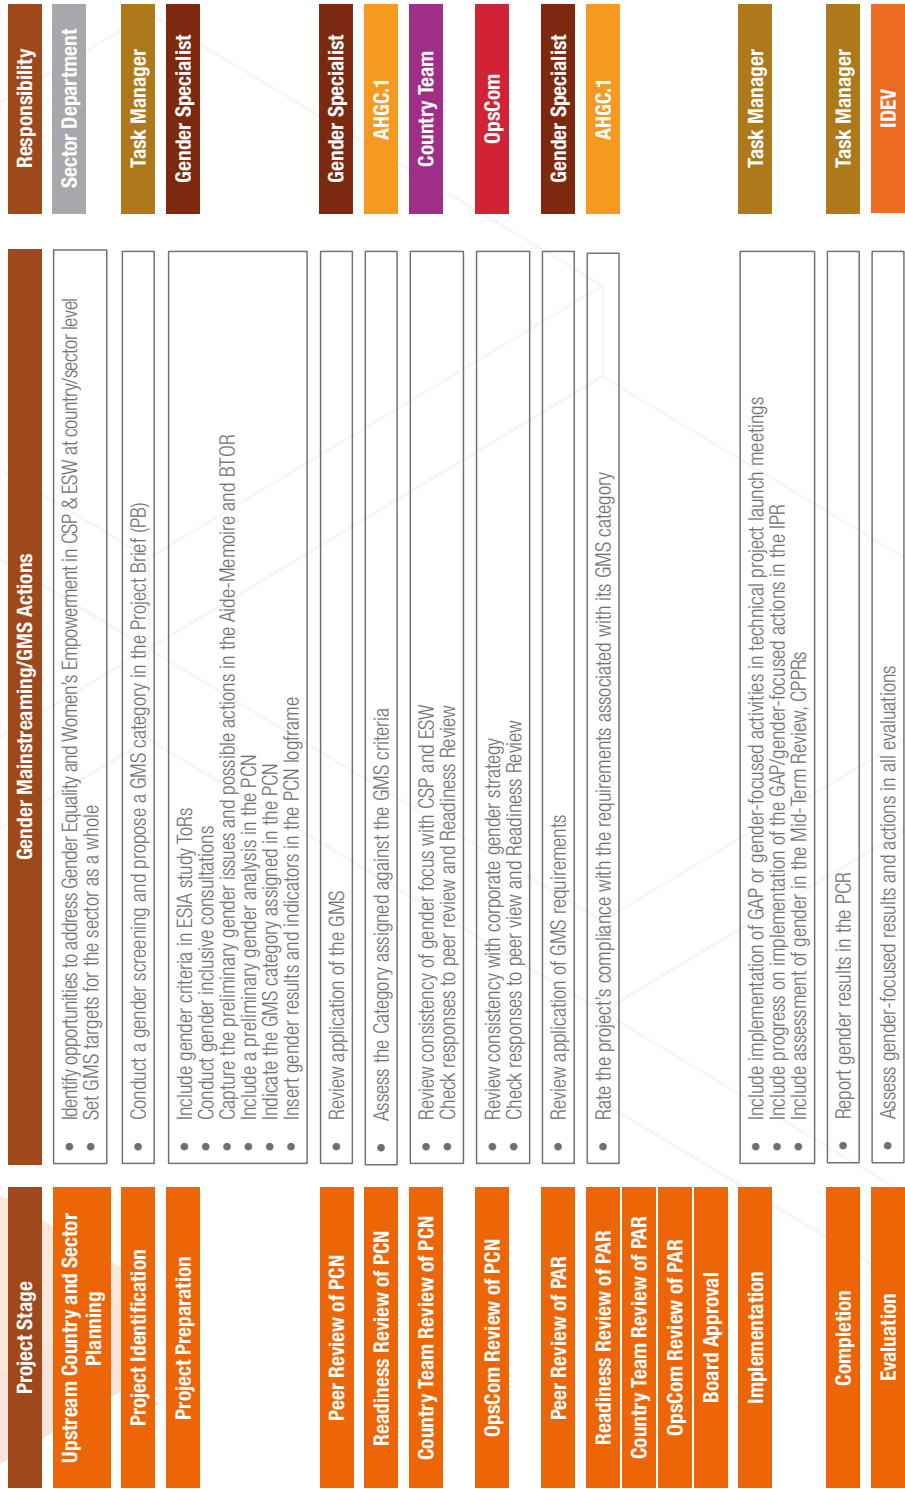 Project Stage
Gender Mainstreaming/GMS Actions
Responsibility
Upstream Country and Sector
Planning
• Identify opportunities to address Gender Equality and Women's Empowerment in CSP & ESW at country/sector level
• Set GMS targets for the sector as a whole
Sector Department
Project Identification
• Conduct a gender screening and propose a GMS category in the Project Brief (PB)
Task Manager
Project Preparation
• Include gender criteria in ESIA study ToRs
• Conduct gender inclusive consultations
• Capture the preliminary gender issues and possible actions in the Aide-Memoire and BTOR
• Include a preliminary gender analysis in the PCN
• Indicate the GMS category assigned in the PCN
• Insert gender results and indicators in the PCN logframe
Gender Specialist
Peer Review of PCN
• Review application of the GMS
Gender Specialist
Readiness Review of PCN
• Assess the Category assigned against the GMS criteria
AHGC.1
Country Team Review of PCN
• Review consistency of gender focus with CSP and ESW
• Check responses to peer review and Readiness Review
Country Team
OpsCom Review of PCN
• Review consistency with corporate gender strategy
• Check responses to peer view and Readiness Review
OpsCom
Peer Review of PAR
• Review application of GMS requirements
Gender Specialist
Readiness Review of PAR
• Rate the project's compliance with the requirements associated with its GMS category
AHGC.1
Country Team Review of PAR
OpsCom Review of PAR
Board Approval
Implementation
• Include implementation of GAP or gender-focused activities in technical project launch meetings
• Include progress on implementation of the GAP/gender-focused actions in the IPR
• Include assessment of gender in the Mid-Term Review, CPPRs
Task Manager
Completion
• Report gender results in the PCR
Task Manager
Evaluation
• Assess gender-focused results and actions in all evaluations
IDEV